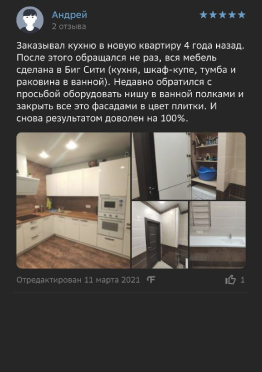 Андрей
2 отзыва
Заказывал кухню в новую квартиру 4 года назад.
После этого обращался не раз, вся мебель
сделана в Биг Сити (кухня, шкаф-купе, тумба и
раковина в ванной). Недавно обратился с
просьбой оборудовать нишу в ванной полками и
закрыть все это фасадами в цвет плитки. И
снова результатом доволен на 100%.
Отредактирован 11 марта 2021
1